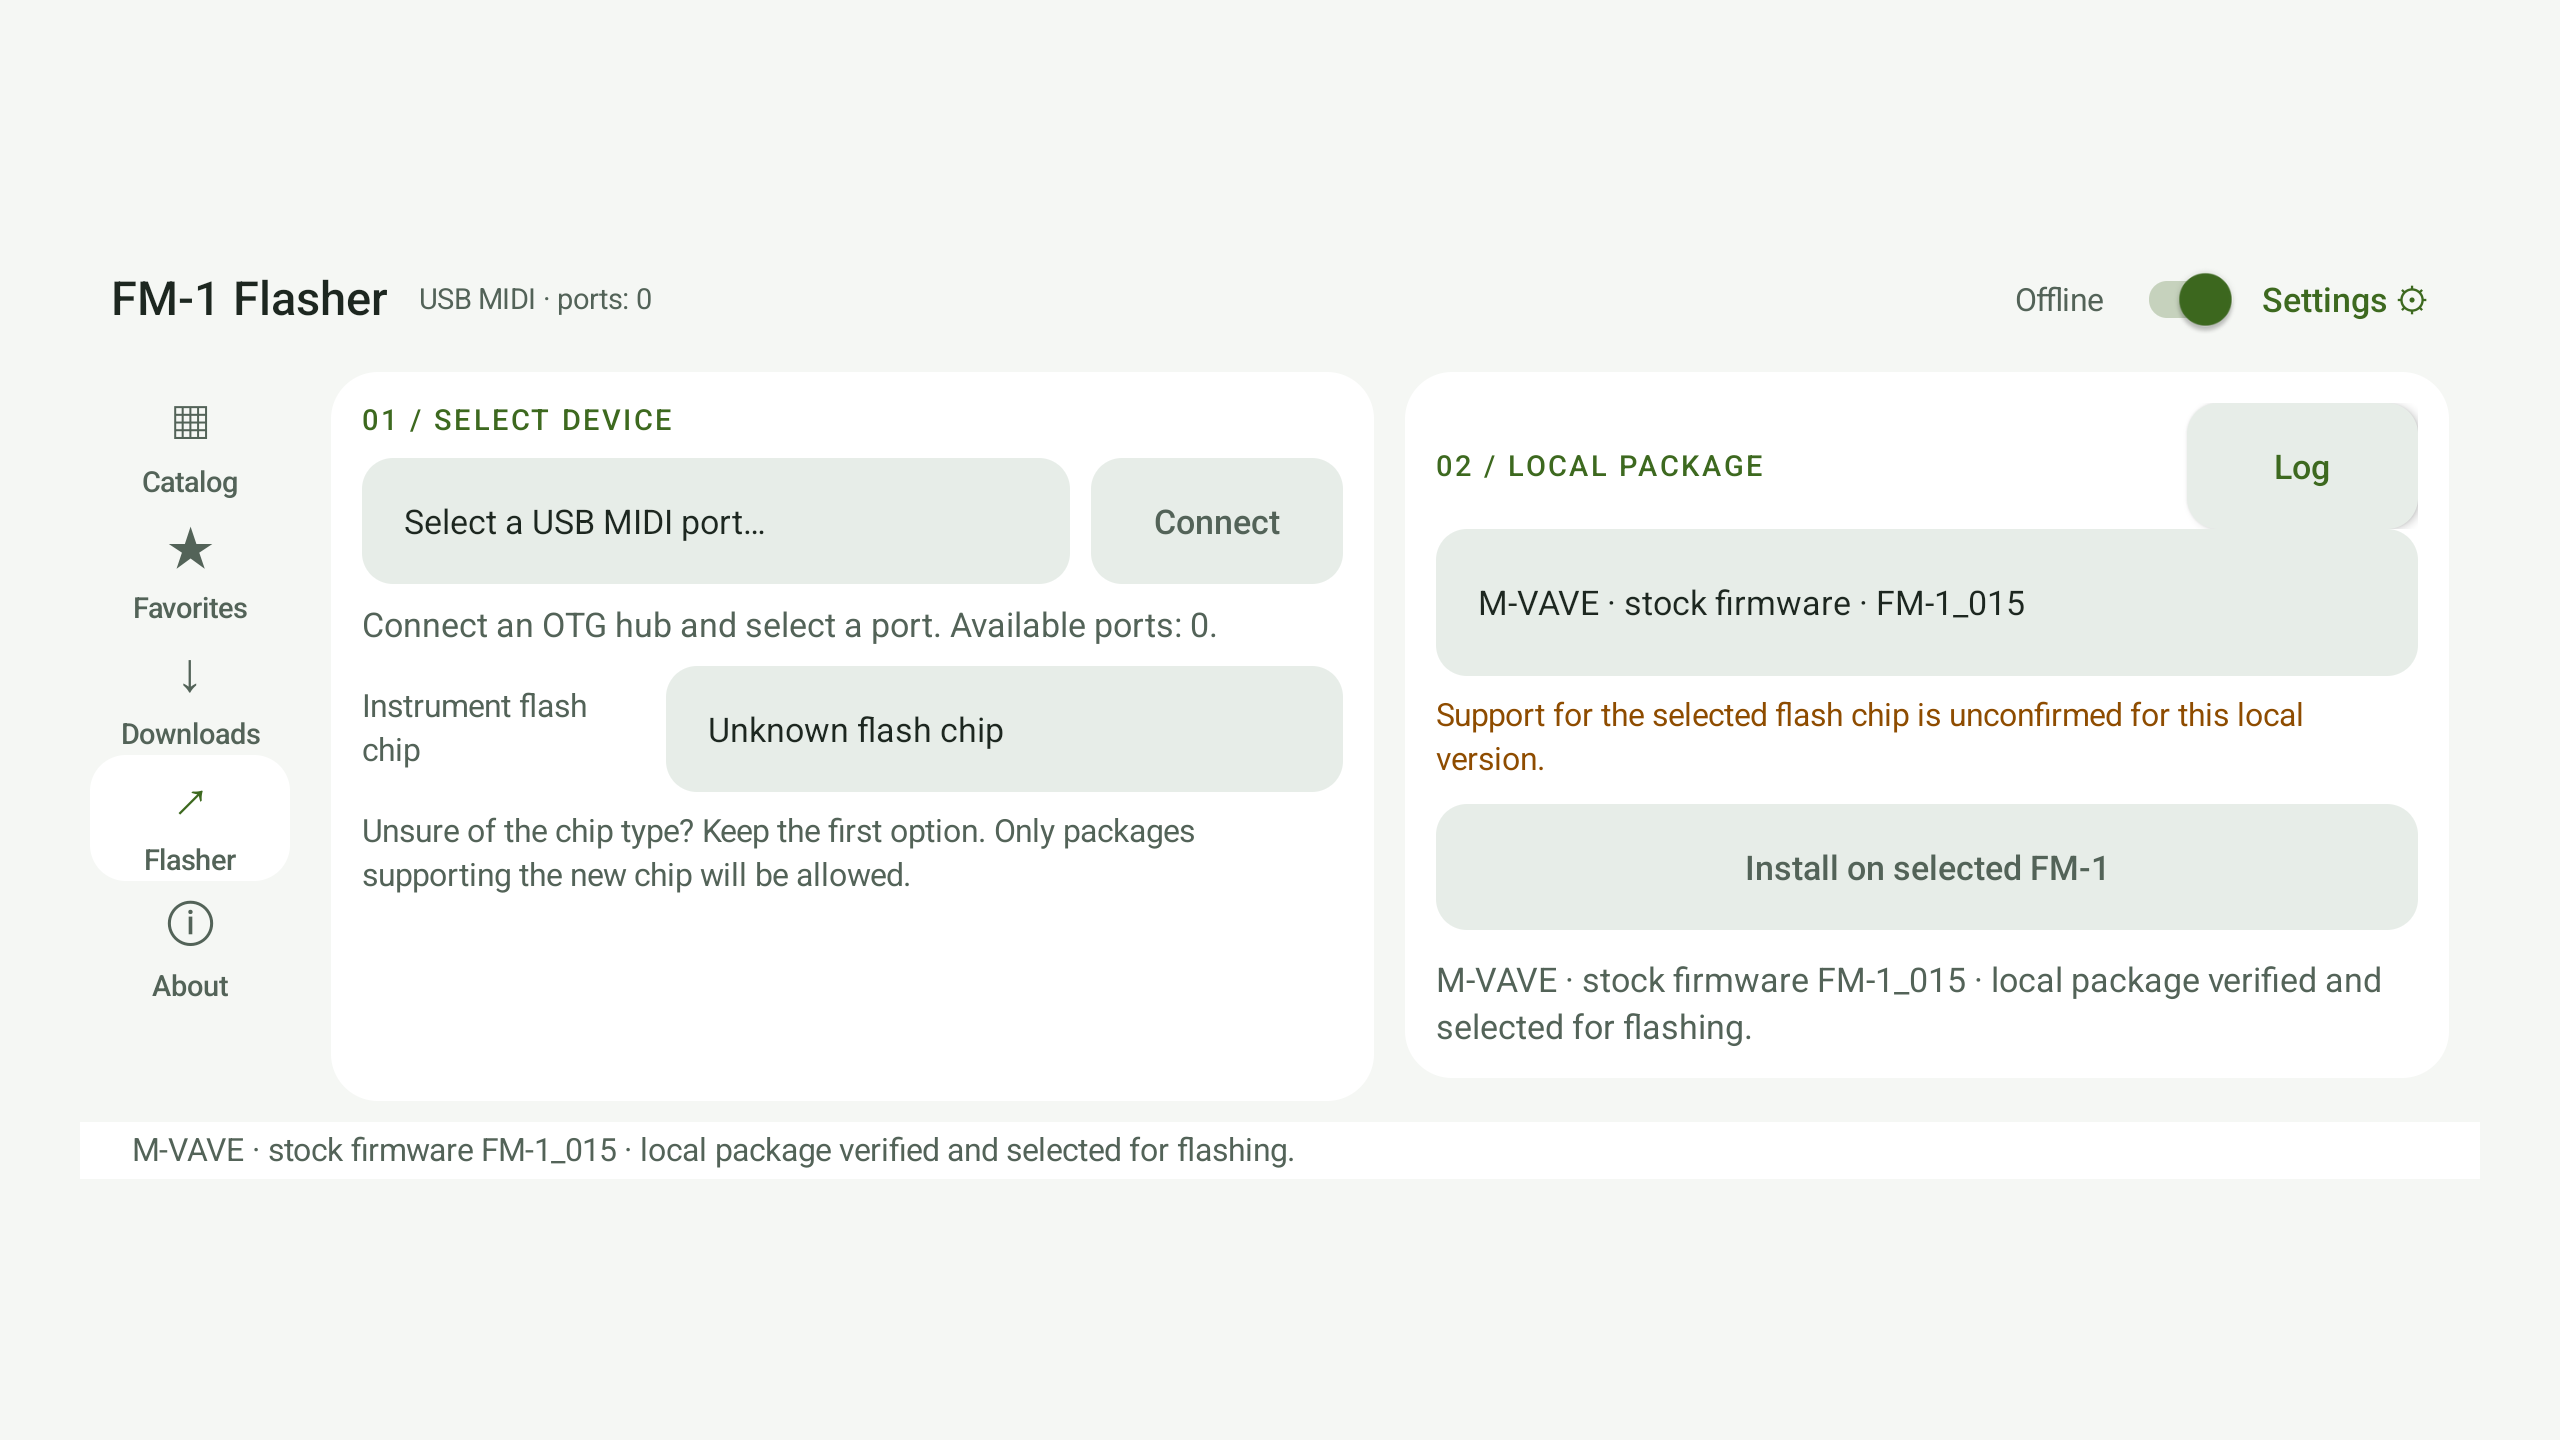 FM-1 Flasher
USB MIDI · ports: 0
Offline
Settings
Catalog
Favorites
Downloads
Flasher
About
01 / SELECT DEVICE
Select a USB MIDI port…
Connect
Connect an OTG hub and select a port. Available ports: 0.
Instrument flash
chip
Unknown flash chip
Unsure of the chip type? Keep the first option. Only packages
supporting the new chip will be allowed.
02 / LOCAL PACKAGE
Log
M-VAVE · stock firmware · FM-1_015
Support for the selected flash chip is unconfirmed for this local
version.
Install on selected FM-1
M-VAVE · stock firmware FM-1_015 · local package verified and
selected for flashing.
M-VAVE · stock firmware FM-1_015 · local package verified and selected for flashing.